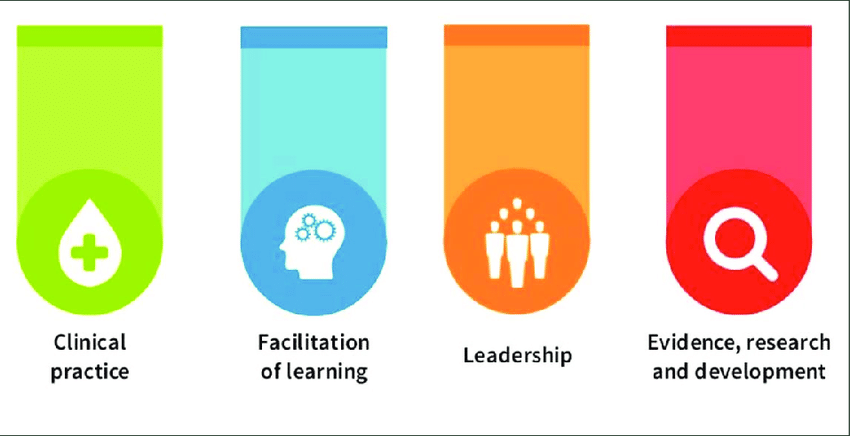 Clinical
practice
Facilitation
of learning
Leadership
Evidence, research
and development